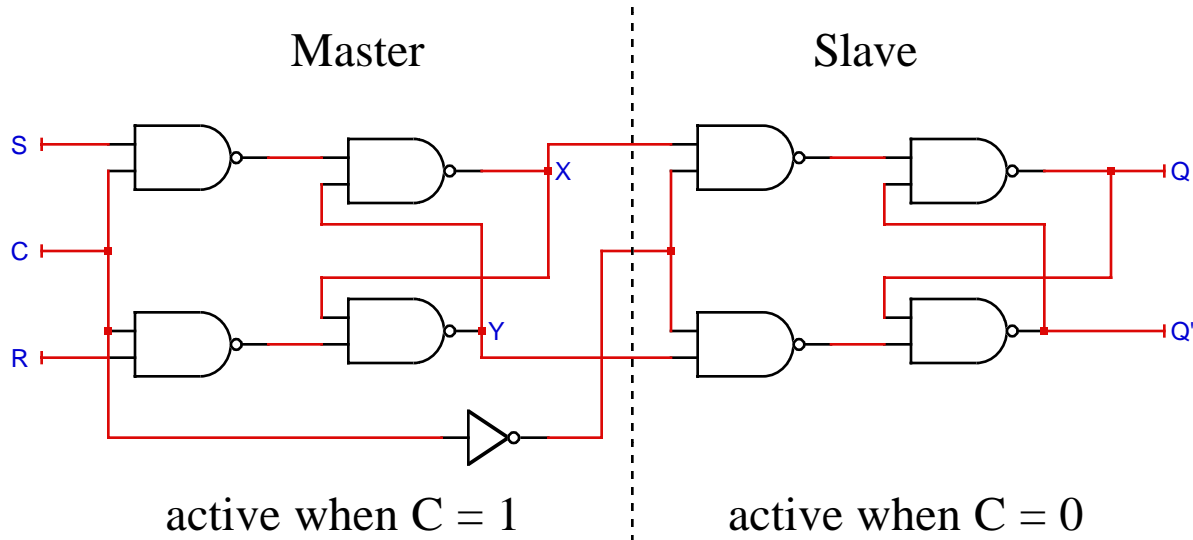 Master
Slave
S
X
Q
C
R
Y
Q'
active when C = 1
active when C = 0